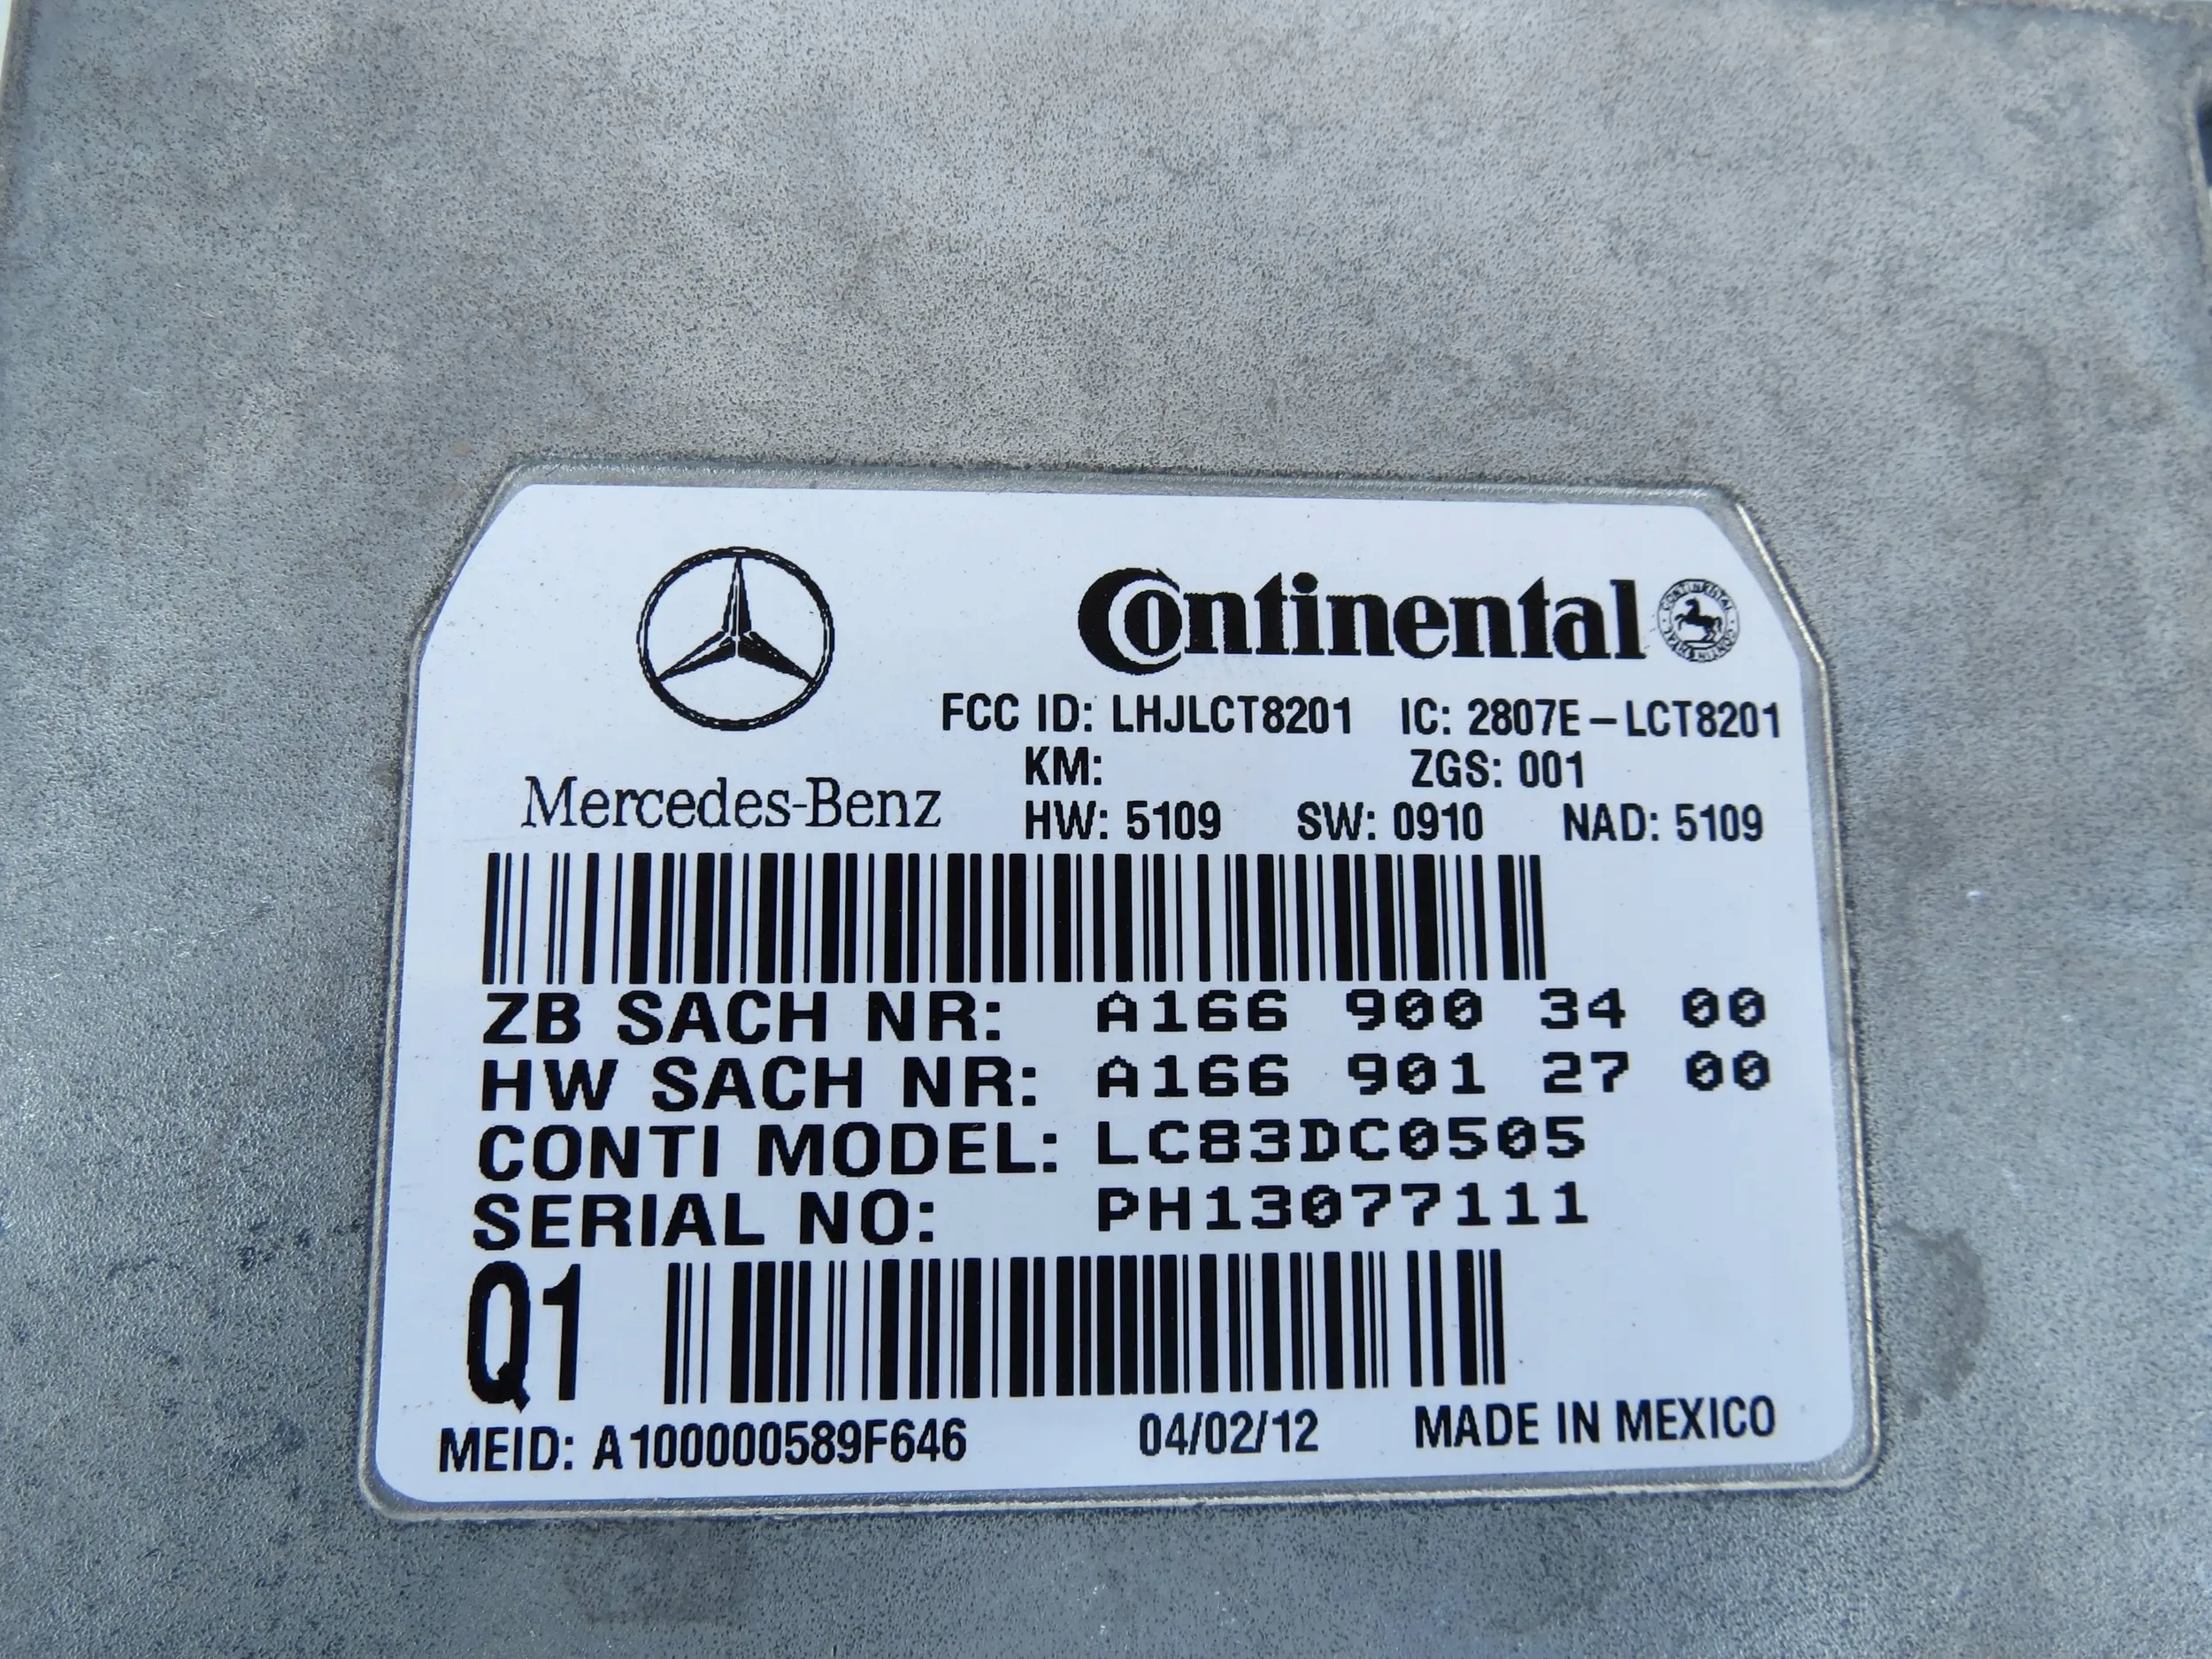 Continental
CONTINENTAL · CONTINENTAL
FCC ID: LHJLCT8201 IC: 2807E-LCT8201
KM: ZGS: 001
Mercedes-Benz
HW: 5109 SW: 0910 NAD: 5109
ZB SACH NR: A166 900 34 00
HW SACH NR: A166 901 27 00
CONTI MODEL: LC83DC0505
SERIAL NO: PH13077111
Q1
MEID: A100000589F646 04/02/12 MADE IN MEXICO